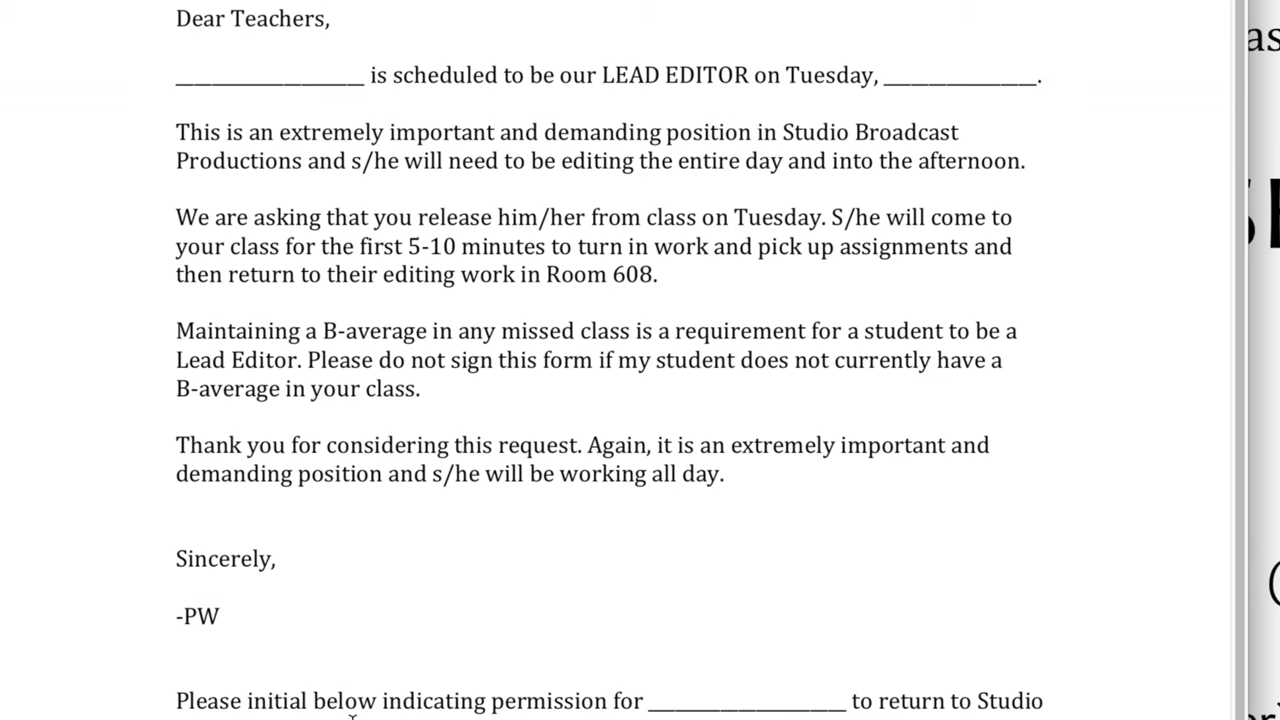 Dear Teachers,
__________________ is scheduled to be our LEAD EDITOR on Tuesday, _______________.
This is an extremely important and demanding position in Studio Broadcast
Productions and s/he will need to be editing the entire day and into the afternoon.
We are asking that you release him/her from class on Tuesday. S/he will come to
your class for the first 5-10 minutes to turn in work and pick up assignments and
then return to their editing work in Room 608.
Maintaining a B-average in any missed class is a requirement for a student to be a
Lead Editor. Please do not sign this form if my student does not currently have a
B-average in your class.
Thank you for considering this request. Again, it is an extremely important and
demanding position and s/he will be working all day.
Sincerely,
-PW
Please initial below indicating permission for ___________________ to return to Studio